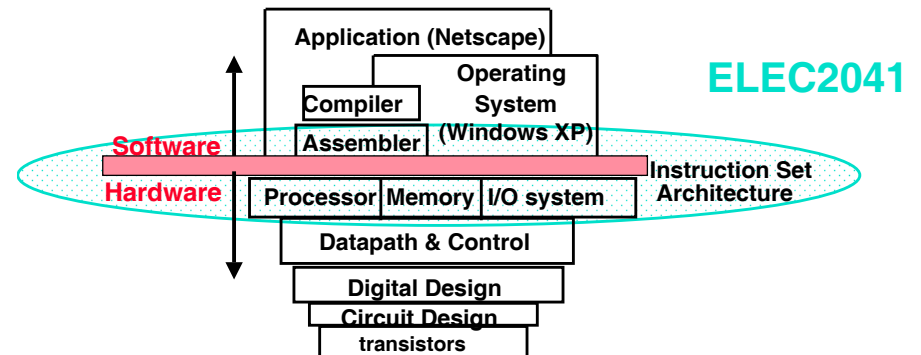 Application (Netscape)
Operating
System
(Windows XP)
ELEC2041
Compiler
Assembler
Software
Hardware
Instruction Set
Architecture
Processor Memory I/O system
Datapath & Control
Digital Design
Circuit Design
transistors